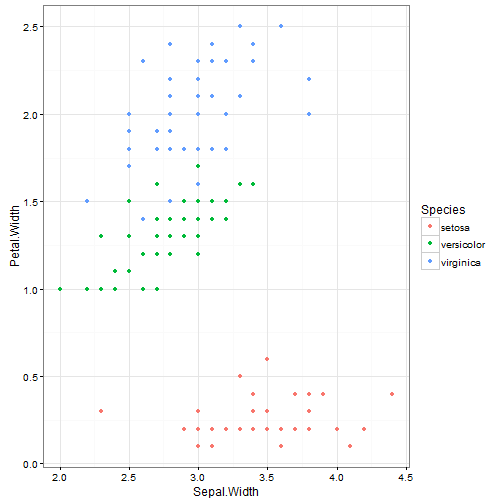 2.5
2.0
1.5
1.0
0.5
0.0
Petal.Width
2.0 2.5 3.0 3.5 4.0 4.5
Sepal.Width
Species
setosa
versicolor
virginica